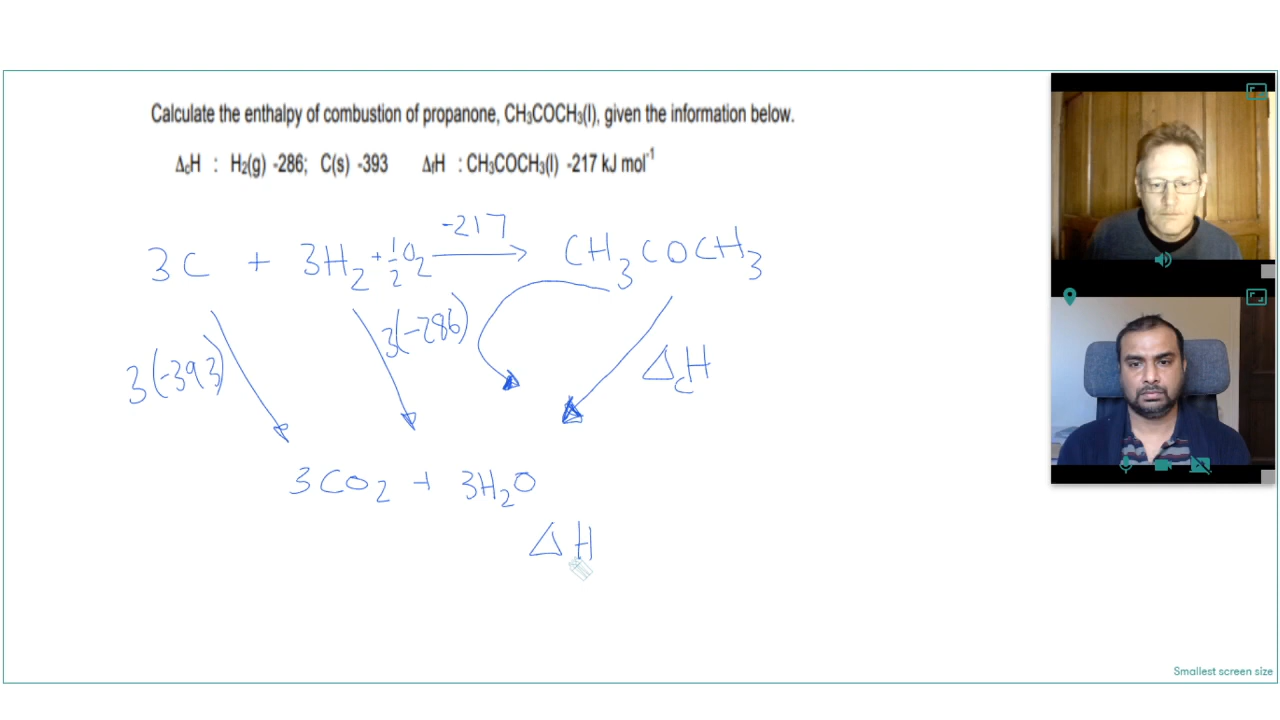 Calculate the enthalpy of combustion of propanone, CH₃COCH₃(l), given the information below.
ΔcH : H₂(g) -286; C(s) -393 ΔfH : CH₃COCH₃(l) -217 kJ mol⁻¹
-217
3C + 3H₂ + ½O₂ → CH₃COCH₃
3(-393) 3(-286) ΔcH
3CO₂ + 3H₂O
ΔH
Smallest screen size